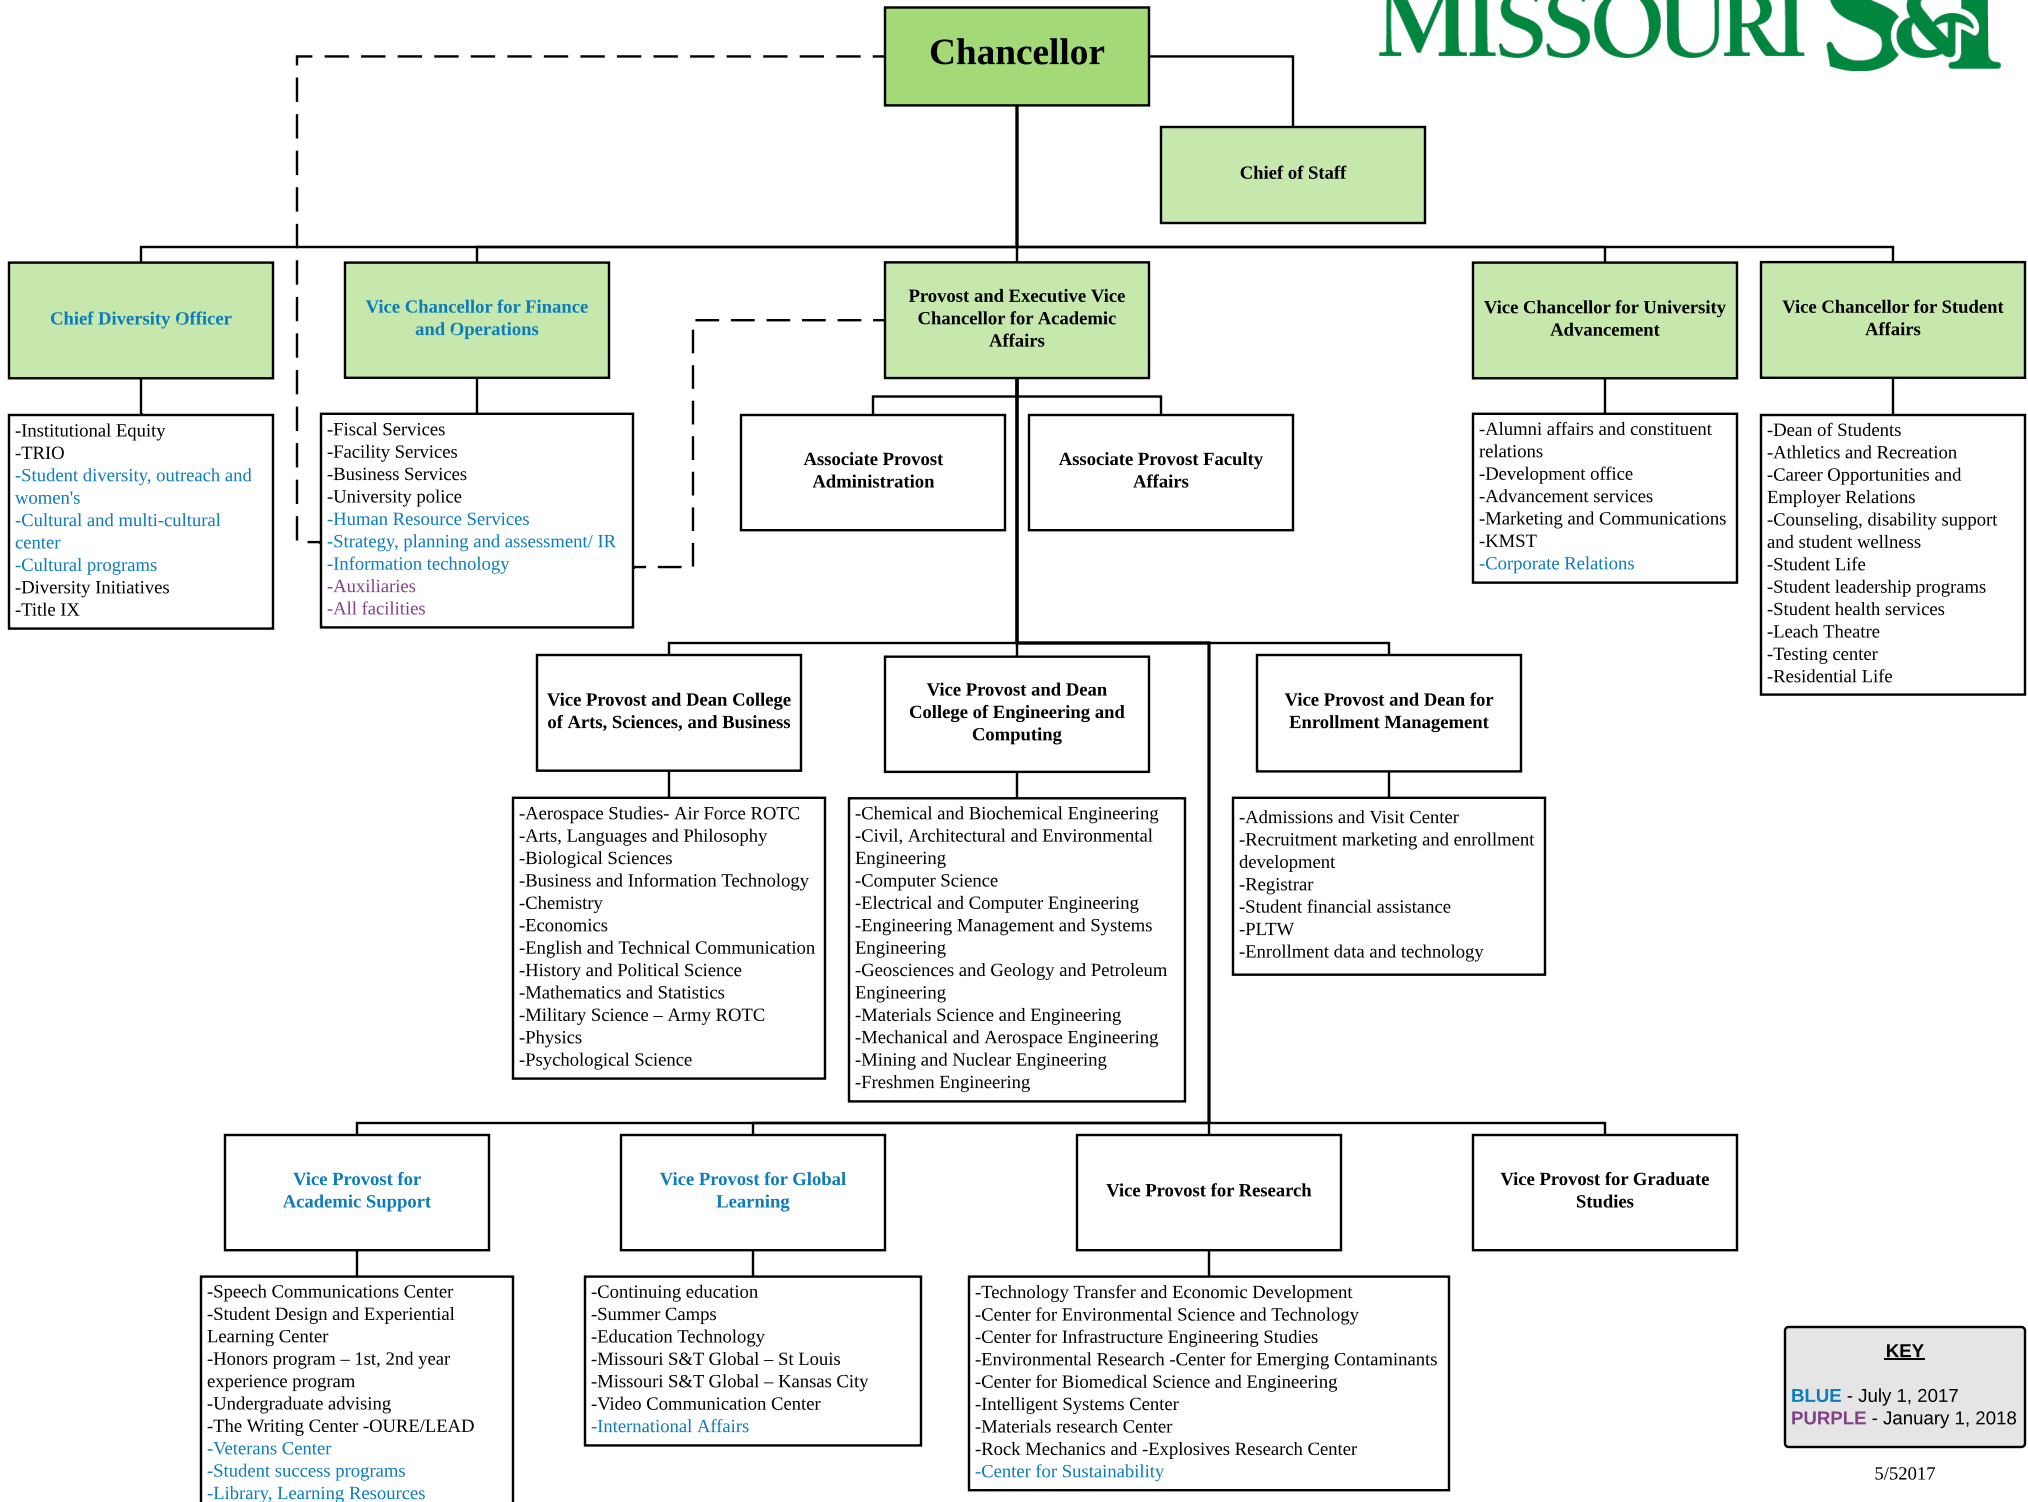 MISSOURI S&T
Chancellor
Chief of Staff
Chief Diversity Officer
Vice Chancellor for Finance
and Operations
Provost and Executive Vice
Chancellor for Academic
Affairs
Vice Chancellor for University
Advancement
Vice Chancellor for Student
Affairs
-Institutional Equity
-TRIO
-Student diversity, outreach and
women's
-Cultural and multi-cultural
center
-Cultural programs
-Diversity Initiatives
-Title IX
-Fiscal Services
-Facility Services
-Business Services
-University police
-Human Resource Services
-Strategy, planning and assessment/ IR
-Information technology
-Auxiliaries
-All facilities
Associate Provost
Administration
Associate Provost Faculty
Affairs
-Alumni affairs and constituent
relations
-Development office
-Advancement services
-Marketing and Communications
-KMST
-Corporate Relations
-Dean of Students
-Athletics and Recreation
-Career Opportunities and
Employer Relations
-Counseling, disability support
and student wellness
-Student Life
-Student leadership programs
-Student health services
-Leach Theatre
-Testing center
-Residential Life
Vice Provost and Dean College
of Arts, Sciences, and Business
Vice Provost and Dean
College of Engineering and
Computing
Vice Provost and Dean for
Enrollment Management
-Aerospace Studies- Air Force ROTC
-Arts, Languages and Philosophy
-Biological Sciences
-Business and Information Technology
-Chemistry
-Economics
-English and Technical Communication
-History and Political Science
-Mathematics and Statistics
-Military Science – Army ROTC
-Physics
-Psychological Science
-Chemical and Biochemical Engineering
-Civil, Architectural and Environmental
Engineering
-Computer Science
-Electrical and Computer Engineering
-Engineering Management and Systems
Engineering
-Geosciences and Geology and Petroleum
Engineering
-Materials Science and Engineering
-Mechanical and Aerospace Engineering
-Mining and Nuclear Engineering
-Freshmen Engineering
-Admissions and Visit Center
-Recruitment marketing and enrollment
development
-Registrar
-Student financial assistance
-PLTW
-Enrollment data and technology
Vice Provost for
Academic Support
Vice Provost for Global
Learning
Vice Provost for Research
Vice Provost for Graduate
Studies
-Speech Communications Center
-Student Design and Experiential
Learning Center
-Honors program – 1st, 2nd year
experience program
-Undergraduate advising
-The Writing Center -OURE/LEAD
-Veterans Center
-Student success programs
-Library, Learning Resources
-Continuing education
-Summer Camps
-Education Technology
-Missouri S&T Global – St Louis
-Missouri S&T Global – Kansas City
-Video Communication Center
-International Affairs
-Technology Transfer and Economic Development
-Center for Environmental Science and Technology
-Center for Infrastructure Engineering Studies
-Environmental Research -Center for Emerging Contaminants
-Center for Biomedical Science and Engineering
-Intelligent Systems Center
-Materials research Center
-Rock Mechanics and -Explosives Research Center
-Center for Sustainability
KEY
BLUE - July 1, 2017
PURPLE - January 1, 2018
5/52017